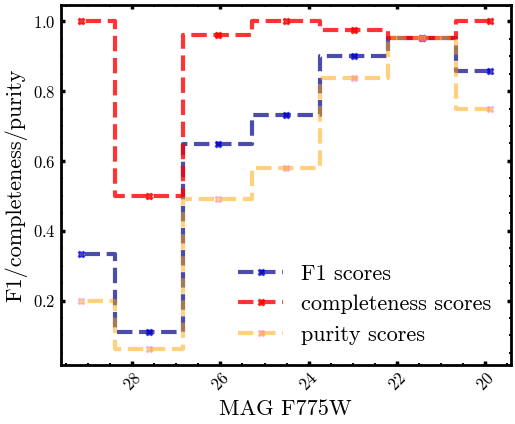 F1/completeness/purity
1.0
0.8
0.6
0.4
0.2
F1 scores
completeness scores
purity scores
28
26
24
22
20
MAG F775W